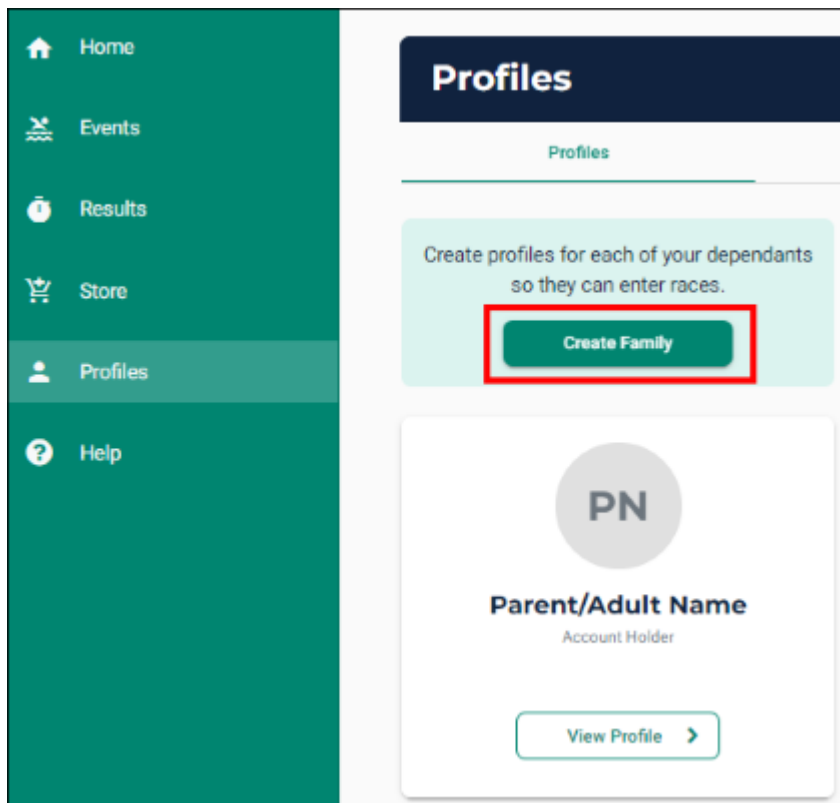 Home
Events
Results
Store
Profiles
Help
Profiles
Profiles
Create profiles for each of your dependants
so they can enter races.
Create Family
PN
Parent/Adult Name
Account Holder
View Profile